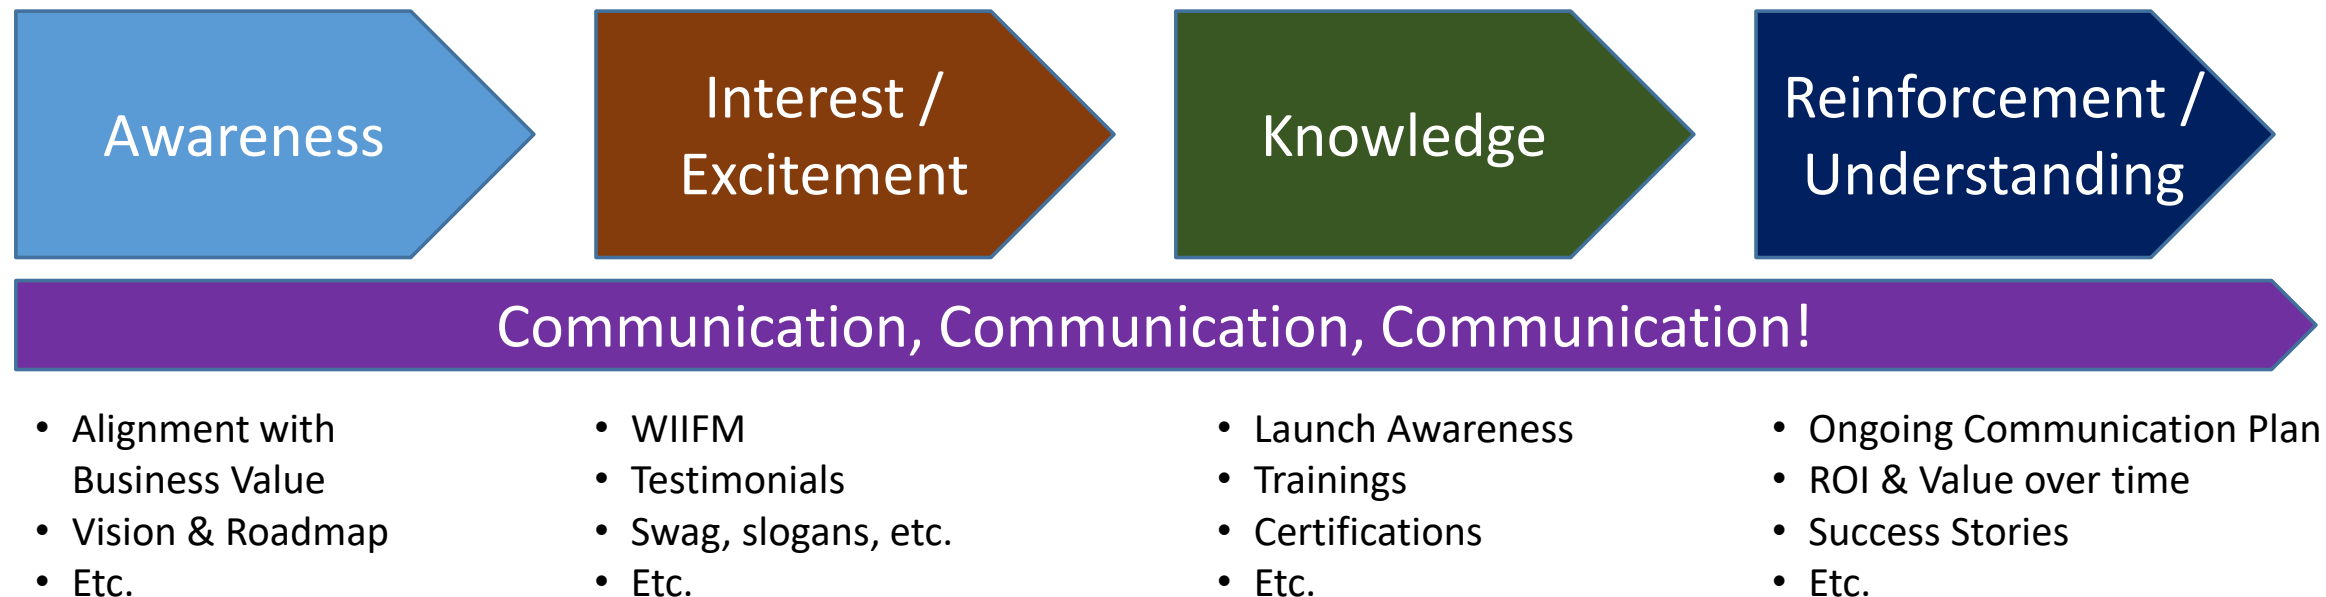 Awareness
Interest /
Excitement
Knowledge
Reinforcement /
Understanding
Communication, Communication, Communication!
• Alignment with
Business Value
• Vision & Roadmap
• Etc.
• WIIFM
• Testimonials
• Swag, slogans, etc.
• Etc.
• Launch Awareness
• Trainings
• Certifications
• Etc.
• Ongoing Communication Plan
• ROI & Value over time
• Success Stories
• Etc.